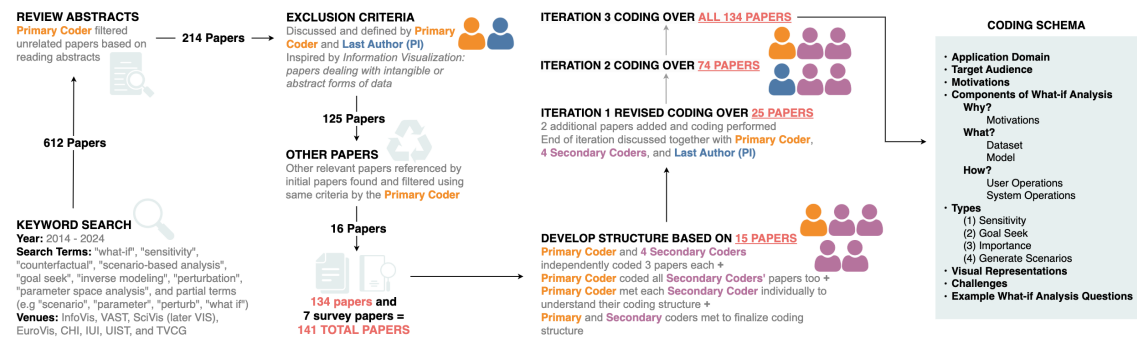 REVIEW ABSTRACTS
Primary Coder filtered
unrelated papers based on
reading abstracts
214 Papers
612 Papers
KEYWORD SEARCH
Year: 2014 - 2024
Search Terms: "what-if", "sensitivity",
"counterfactual", "scenario-based analysis",
"goal seek", "inverse modeling", "perturbation",
"parameter space analysis", and partial terms
(e.g "scenario", "parameter", "perturb", "what if")
Venues: InfoVis, VAST, SciVis (later VIS),
EuroVis, CHI, IUI, UIST, and TVCG
EXCLUSION CRITERIA
Discussed and defined by Primary
Coder and Last Author (PI)
Inspired by Information Visualization:
papers dealing with intangible or
abstract forms of data
125 Papers
OTHER PAPERS
Other relevant papers referenced by
initial papers found and filtered using
same criteria by the Primary Coder
16 Papers
134 papers and
7 survey papers =
141 TOTAL PAPERS
ITERATION 3 CODING OVER ALL 134 PAPERS
ITERATION 2 CODING OVER 74 PAPERS
ITERATION 1 REVISED CODING OVER 25 PAPERS
2 additional papers added and coding performed
End of iteration discussed together with Primary Coder,
4 Secondary Coders, and Last Author (PI)
DEVELOP STRUCTURE BASED ON 15 PAPERS
Primary Coder and 4 Secondary Coders
independently coded 3 papers each +
Primary Coder coded all Secondary Coders' papers too +
Primary Coder met each Secondary Coder individually to
understand their coding structure +
Primary and Secondary coders met to finalize coding
structure
CODING SCHEMA
· Application Domain
· Target Audience
· Motivations
· Components of What-if Analysis
Why?
Motivations
What?
Dataset
Model
How?
User Operations
System Operations
· Types
(1) Sensitivity
(2) Goal Seek
(3) Importance
(4) Generate Scenarios
· Visual Representations
· Challenges
· Example What-if Analysis Questions